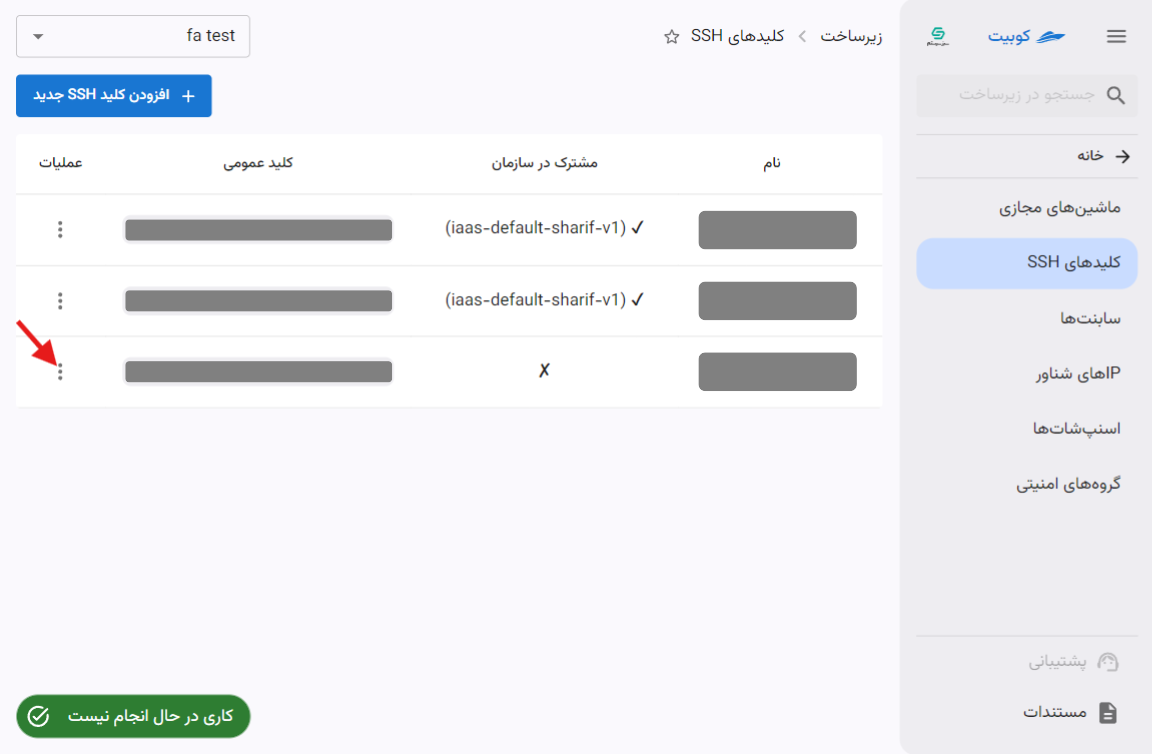 کوبیت
جستجو در زیرساخت
خانه
ماشین‌های مجازی
کلیدهای SSH
سابنت‌ها
IPهای شناور
اسنپ‌شات‌ها
گروه‌های امنیتی
پشتیبانی
مستندات
زیرساخت > کلیدهای SSH
fa test
افزودن کلید SSH جدید +
نام مشترک در سازمان کلید عمومی عملیات
✓ (iaas-default-sharif-v1)
✓ (iaas-default-sharif-v1)
✗
کاری در حال انجام نیست